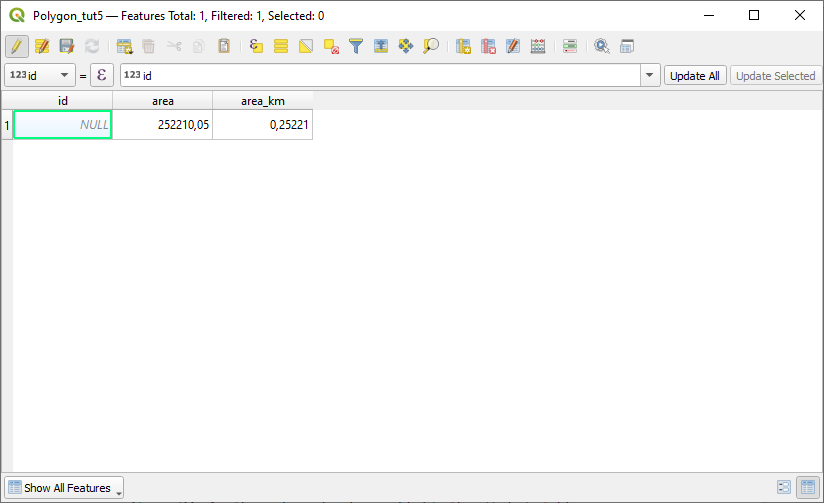 Polygon_tut5 — Features Total: 1, Filtered: 1, Selected: 0
123 id = ε 123 id Update All Update Selected
id area area_km
1 NULL 252210,05 0,25221
Show All Features